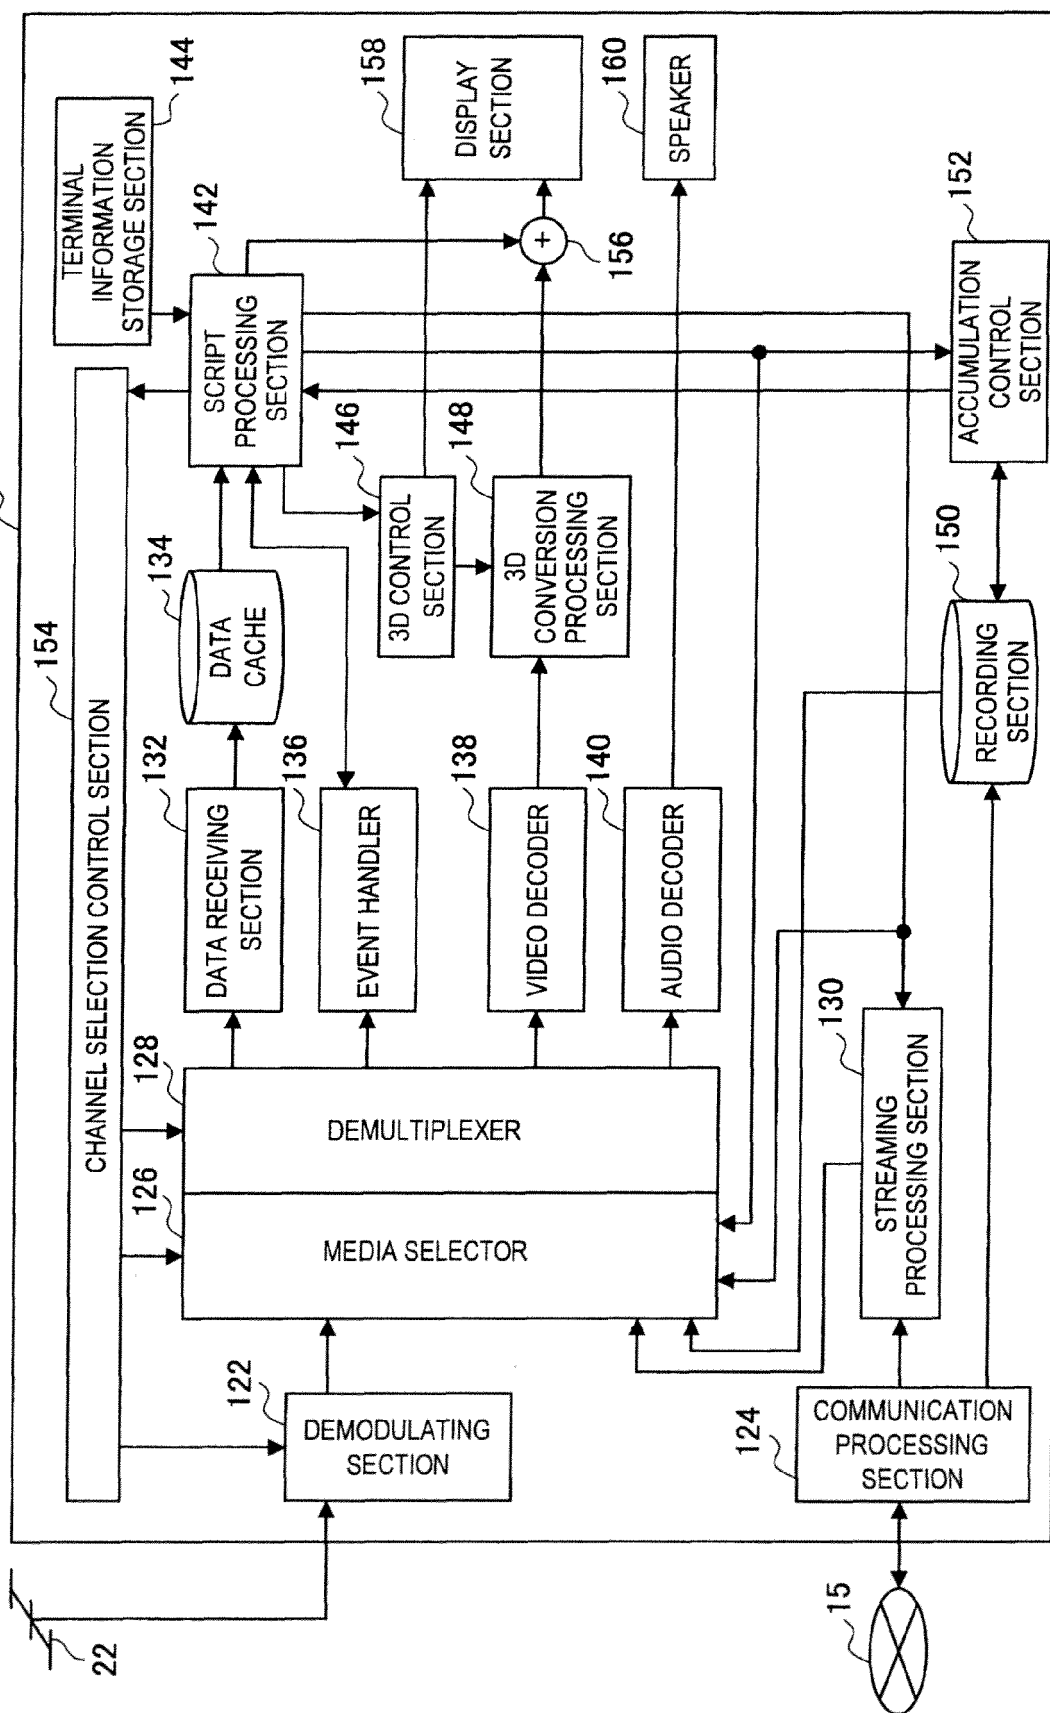 22
15
154
CHANNEL SELECTION CONTROL SECTION
122
DEMODULATING
SECTION
124
COMMUNICATION
PROCESSING
SECTION
126
MEDIA SELECTOR
128
DEMULTIPLEXER
130
STREAMING
PROCESSING SECTION
132
DATA RECEIVING
SECTION
136
EVENT HANDLER
138
VIDEO DECODER
140
AUDIO DECODER
134
DATA
CACHE
146
3D CONTROL
SECTION
148
3D
CONVERSION
PROCESSING
SECTION
150
RECORDING
SECTION
142
SCRIPT
PROCESSING
SECTION
144
TERMINAL
INFORMATION
STORAGE SECTION
+
156
152
ACCUMULATION
CONTROL
SECTION
158
DISPLAY
SECTION
160
SPEAKER